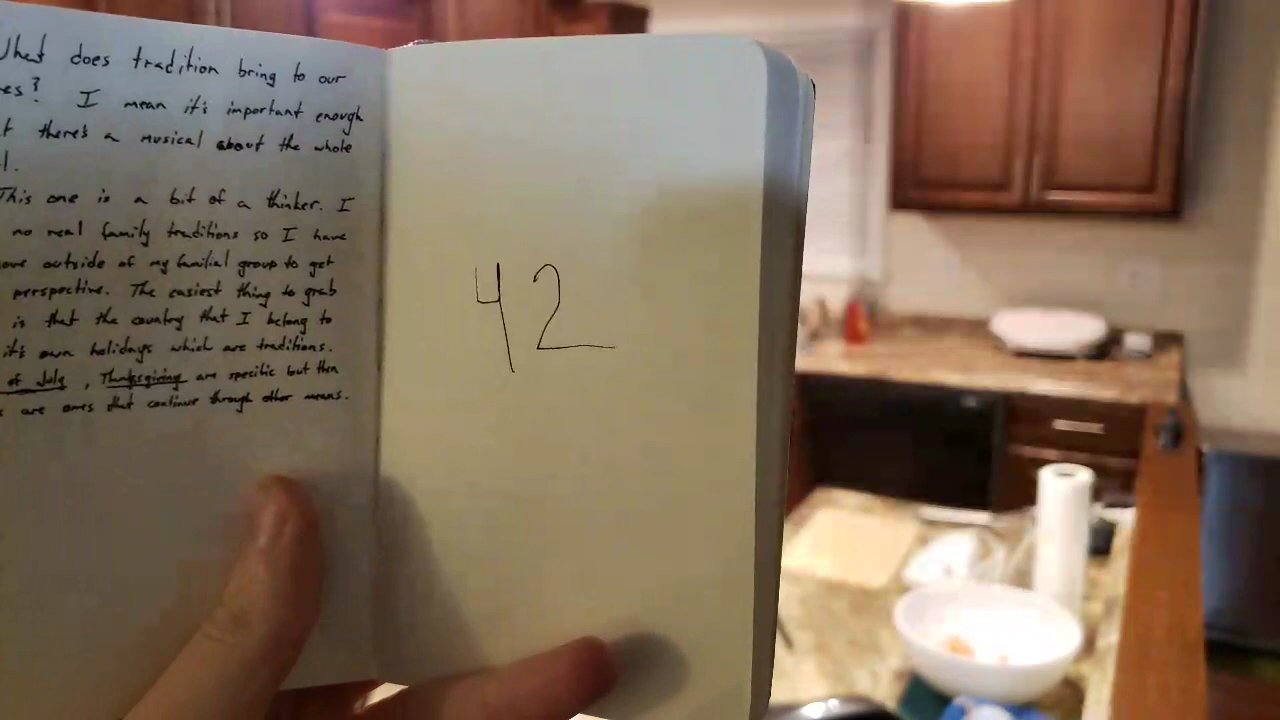 What does tradition bring to our
es? I mean it's important enough
t there's a musical about the whole
l.
This one is a bit of a thinker. I
no real family traditions so I have
ove outside of my familial group to get
perspective. The easiest thing to grab
is that the country that I belong to
it's own holidays which are traditions.
of July, Thanksgiving are specific but then
s are ones that continue through other means.
42